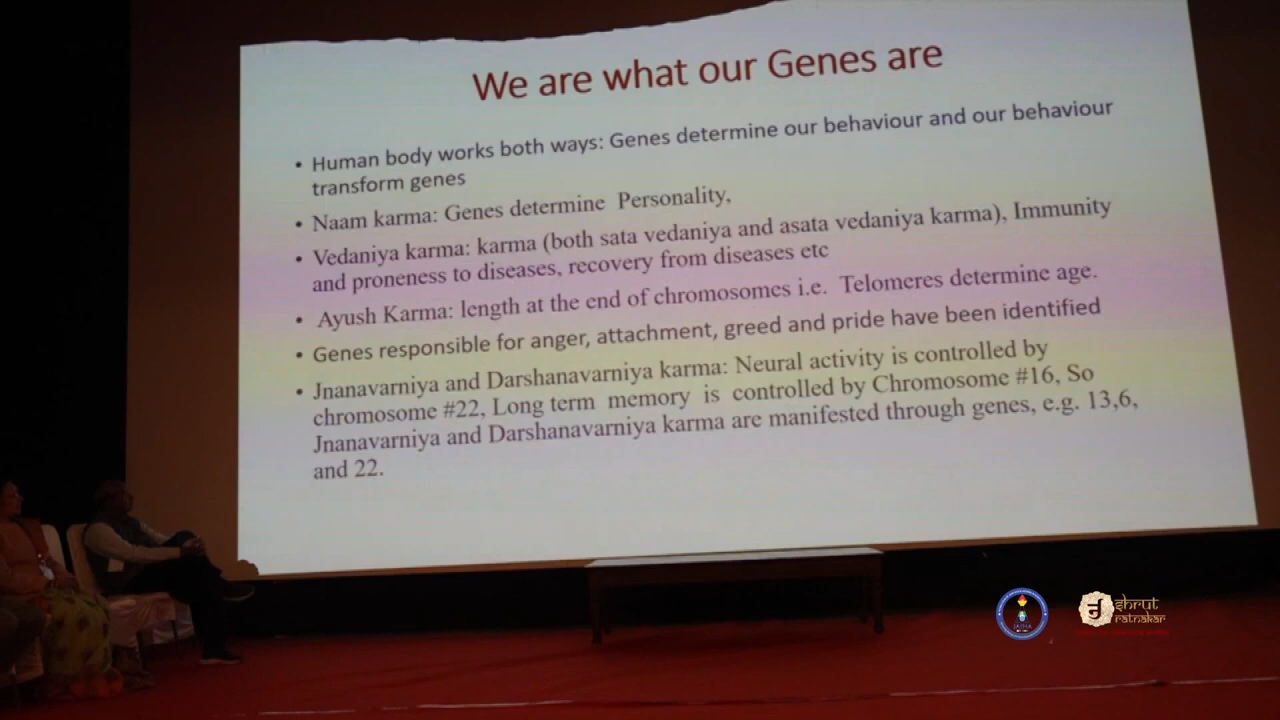 We are what our Genes are
• Human body works both ways: Genes determine our behaviour and our behaviour
transform genes
• Naam karma: Genes determine Personality,
• Vedaniya karma: karma (both sata vedaniya and asata vedaniya karma), Immunity
and proneness to diseases, recovery from diseases etc
• Ayush Karma: length at the end of chromosomes i.e. Telomeres determine age.
• Genes responsible for anger, attachment, greed and pride have been identified
• Jnanavarniya and Darshanavarniya karma: Neural activity is controlled by
chromosome #22, Long term memory is controlled by Chromosome #16, So
Jnanavarniya and Darshanavarniya karma are manifested through genes, e.g. 13,6,
and 22.
shrut
ratnakar